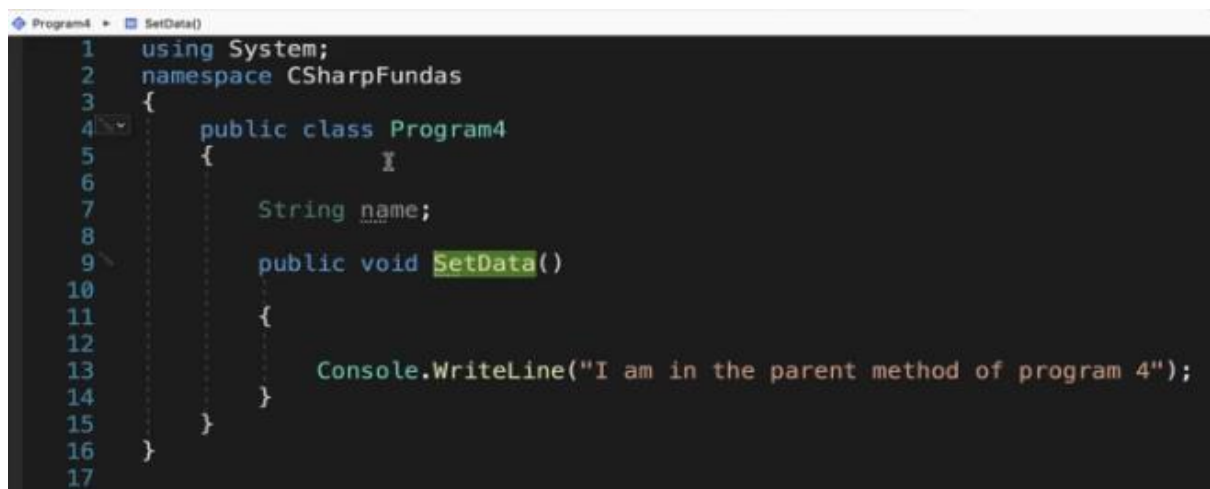 Program4 ▸ SetData()
1 using System;
2 namespace CSharpFundas
3 {
4 public class Program4
5 {
6
7 String name;
8
9 public void SetData()
10
11 {
12
13 Console.WriteLine("I am in the parent method of program 4");
14 }
15 }
16 }
17